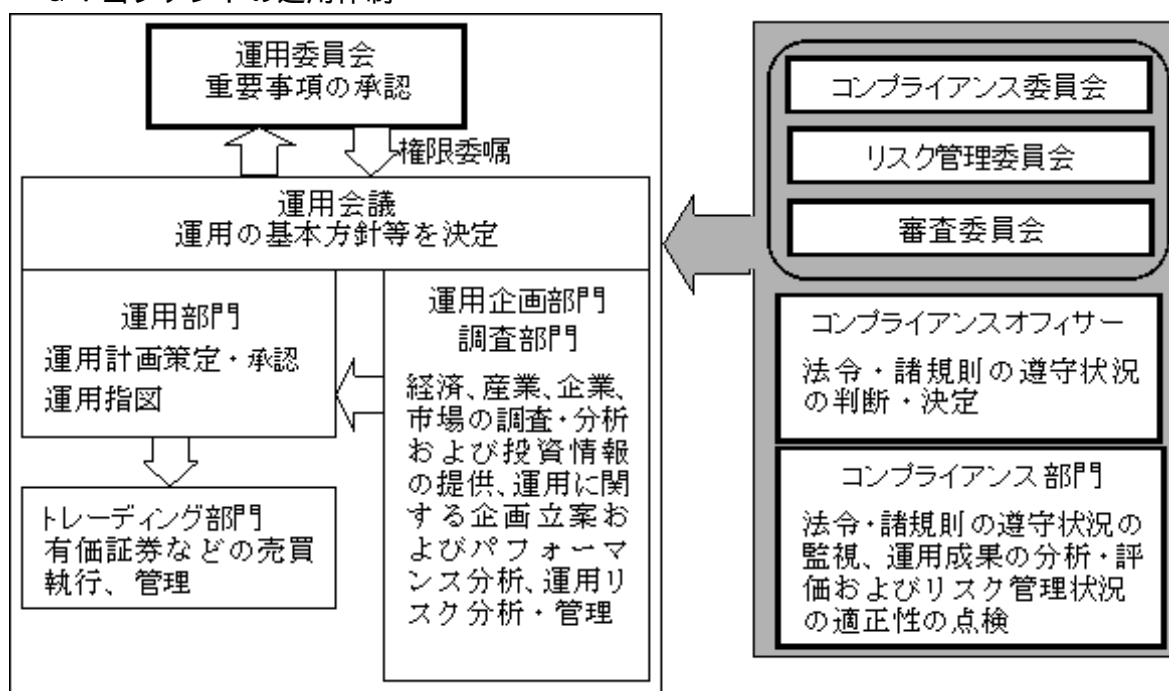 運用委員会
重要事項の承認
権限委嘱
運用会議
運用の基本方針等を決定
運用部門
運用計画策定・承認
運用指図
トレーディング部門
有価証券などの売買
執行、管理
運用企画部門
調査部門
経済、産業、企業、
市場の調査・分析
および投資情報
の提供、運用に関
する企画立案お
よびパフォーマ
ンス分析、運用リ
スク分析・管理
コンプライアンス委員会
リスク管理委員会
審査委員会
コンプライアンスオフィサー
法令・諸規則の遵守状況
の判断・決定
コンプライアンス部門
法令・諸規則の遵守状況の
監視、運用成果の分析・評
価およびリスク管理状況
の適正性の点検